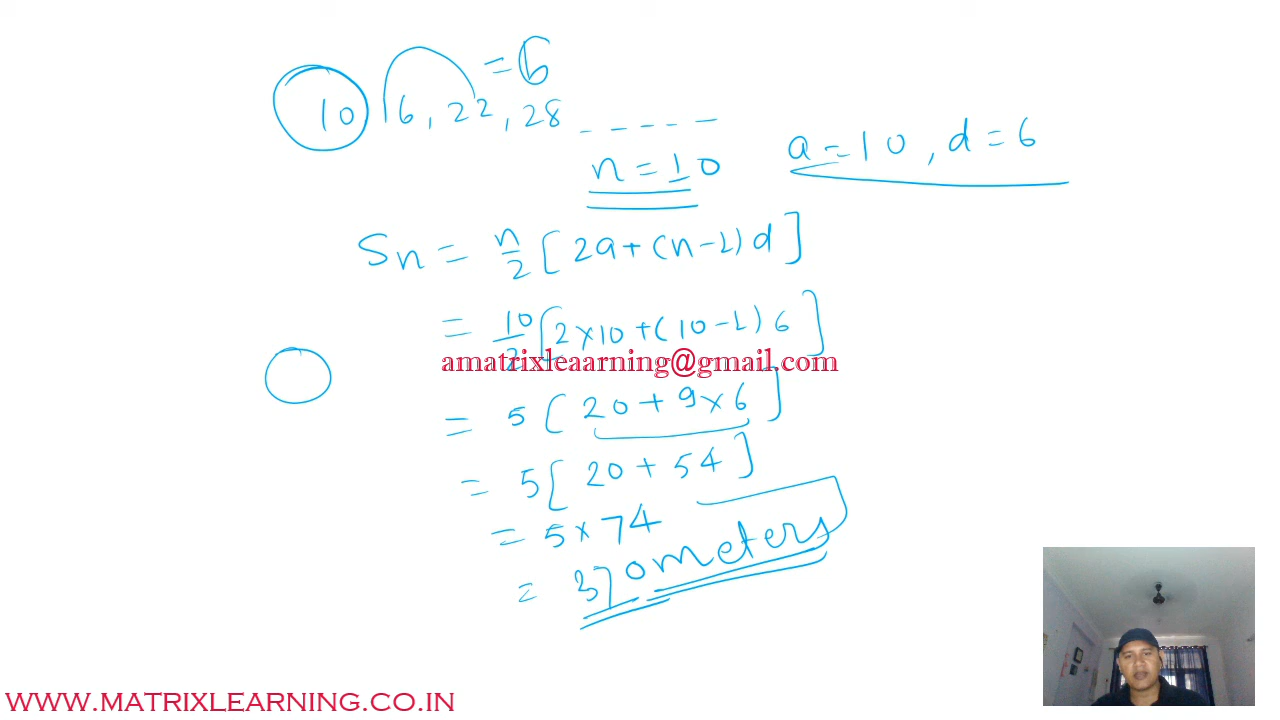 = 6
10 16, 22, 28 - - - - -
n = 10
a = 10, d = 6
Sn = n/2 [2a + (n-1)d]
= 10/2 [2×10 + (10-1)6]
amatrixlearning@gmail.com
= 5 [20 + 9×6]
= 5 [20 + 54]
= 5 × 74
= 370 meters
WWW.MATRIXLEARNING.CO.IN